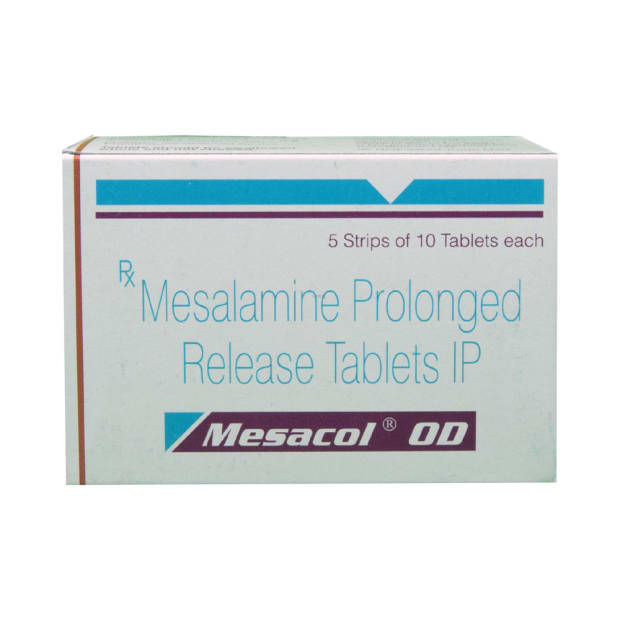 5 Strips of 10 Tablets each
Rx Mesalamine Prolonged
Release Tablets IP
Mesacol® OD